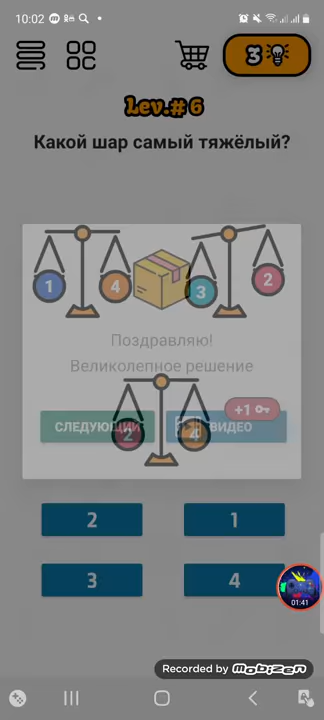 10:02
3
Lev.# 6
Какой шар самый тяжёлый?
1 4 3 2
Поздравляю!
Великолепное решение
+1
СЛЕДУЮЩИЙ ВИДЕО
2 4
2 1
3 4
01:41
Recorded by MOBIZEN